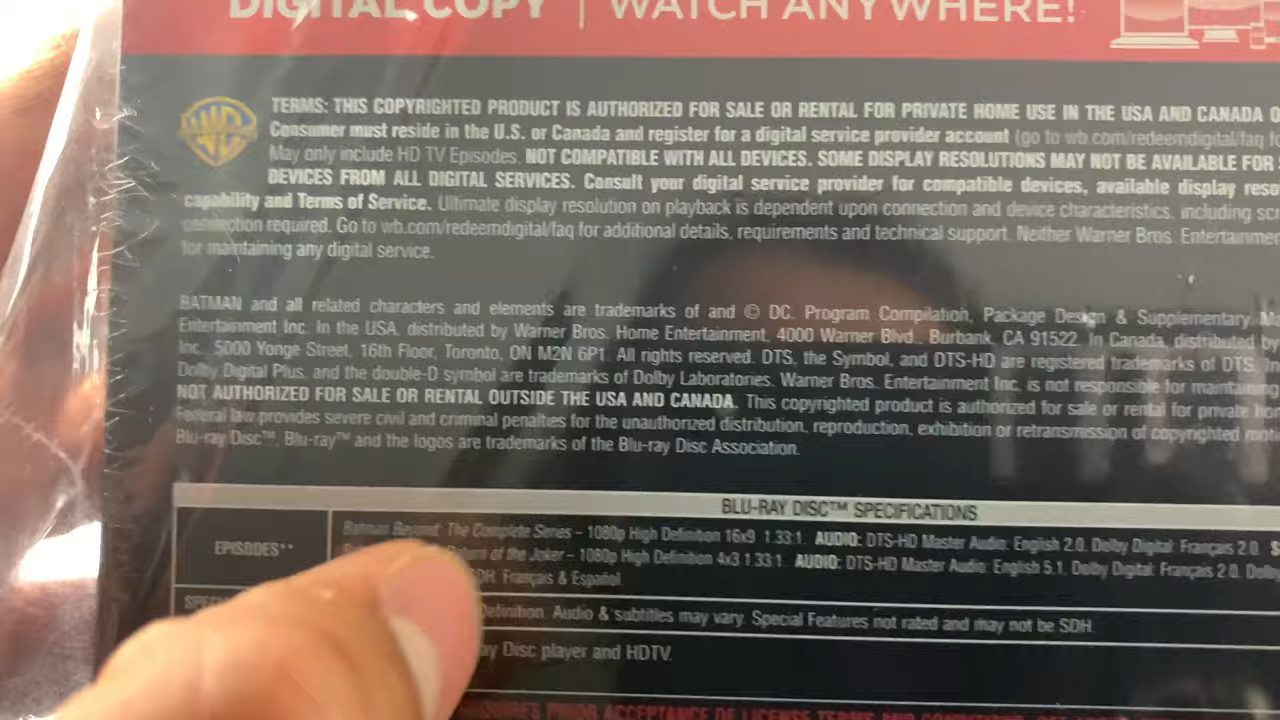 DIGITAL COPY | WATCH ANYWHERE!
WB
TERMS: THIS COPYRIGHTED PRODUCT IS AUTHORIZED FOR SALE OR RENTAL FOR PRIVATE HOME USE IN THE USA AND CANADA
Consumer must reside in the U.S. or Canada and register for a digital service provider account (go to wb.com/redeemdigital/faq
May only include HD TV Episodes. NOT COMPATIBLE WITH ALL DEVICES. SOME DISPLAY RESOLUTIONS MAY NOT BE AVAILABLE FOR
DEVICES FROM ALL DIGITAL SERVICES. Consult your digital service provider for compatible devices, available display
capability and Terms of Service. Ultimate display resolution on playback is dependent upon connection and device characteristics, including
connection required. Go to wb.com/redeemdigital/faq for additional details, requirements and technical support. Neither Warner Bros. Entertainment
for maintaining any digital service.
BATMAN and all related characters and elements are trademarks of and © DC. Program Compilation, Package Design & Supplementary
Entertainment Inc. In the USA, distributed by Warner Bros. Home Entertainment, 4000 Warner Blvd., Burbank, CA 91522. In Canada, distributed by
Inc., 5000 Yonge Street, 16th Floor, Toronto, ON M2N 6P1. All rights reserved. DTS, the Symbol, and DTS-HD are registered trademarks of DTS,
Dolby Digital Plus, and the double-D symbol are trademarks of Dolby Laboratories. Warner Bros. Entertainment Inc. is not responsible for maintaining
NOT AUTHORIZED FOR SALE OR RENTAL OUTSIDE THE USA AND CANADA. This copyrighted product is authorized for sale or rental for private
Federal law provides severe civil and criminal penalties for the unauthorized distribution, reproduction, exhibition or retransmission of copyrighted
Blu-ray Disc™, Blu-ray™ and the logos are trademarks of the Blu-ray Disc Association.
BLU-RAY DISC™ SPECIFICATIONS
EPISODES**
Batman Beyond: The Complete Series – 1080p High Definition 16x9 1.33:1 AUDIO: DTS-HD Master Audio: English 2.0, Dolby Digital: Français 2.0.
Return of the Joker – 1080p High Definition 4x3 1.33:1 AUDIO: DTS-HD Master Audio: English 5.1, Dolby Digital: Français 2.0,
Français & Español.
Definition. Audio & subtitles may vary. Special Features not rated and may not be SDH.
Disc player and HDTV.
PRIOR ACCEPTANCE OF LICENSE TERMS AND